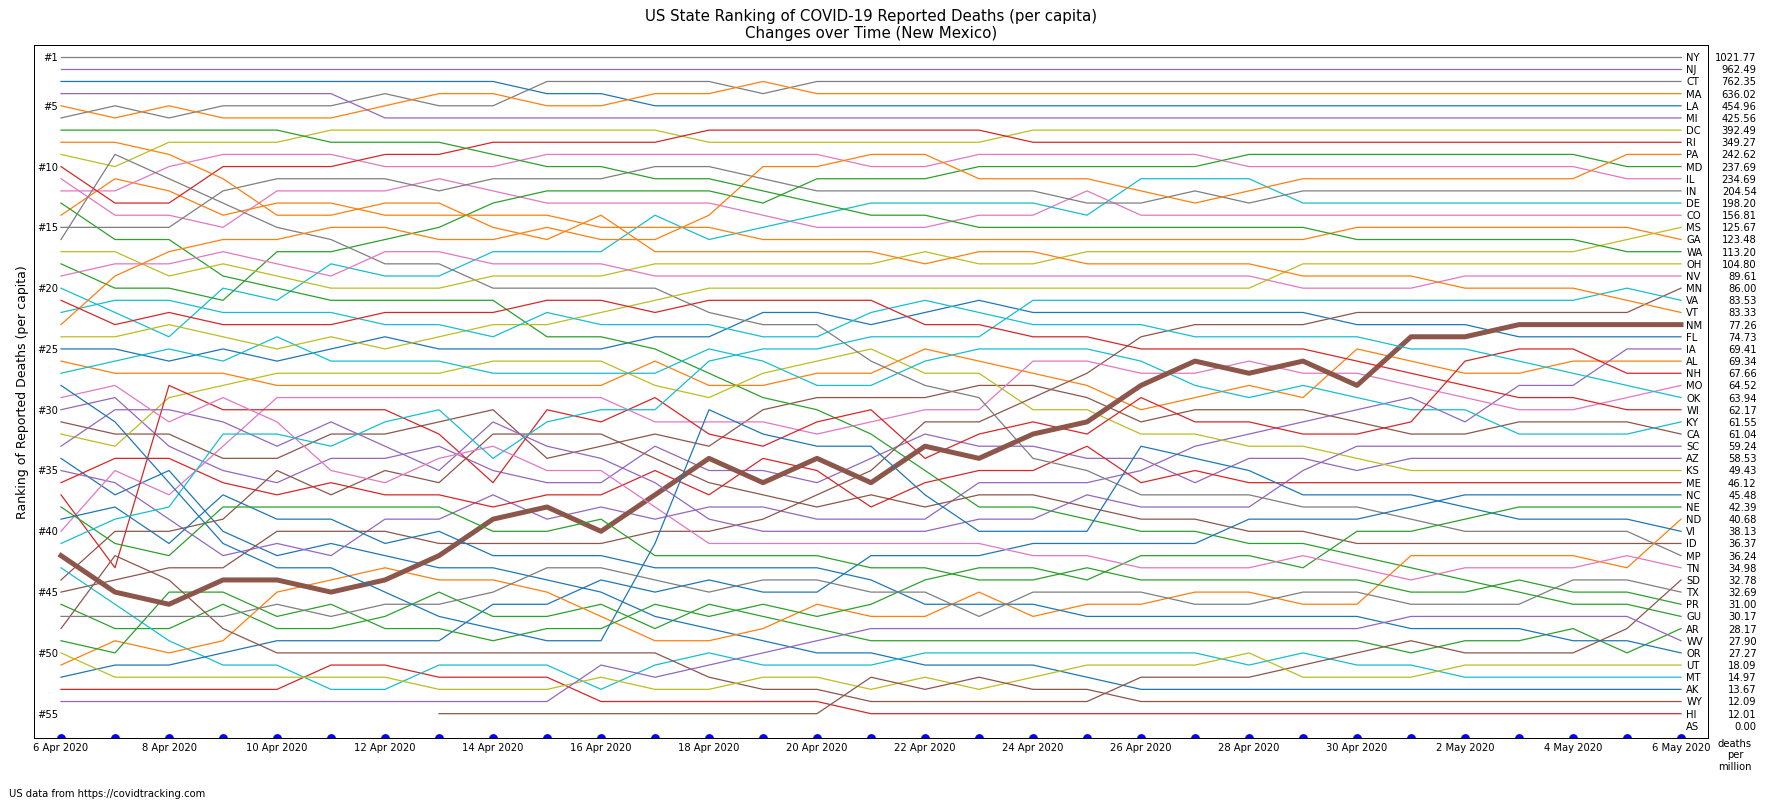 US State Ranking of COVID-19 Reported Deaths (per capita)
Changes over Time (New Mexico)
Ranking of Reported Deaths (per capita)
#1
#5
#10
#15
#20
#25
#30
#35
#40
#45
#50
#55
NY 1021.77
NJ 962.49
CT 762.35
MA 636.02
LA 454.96
MI 425.56
DC 392.49
RI 349.27
PA 242.62
MD 237.69
IL 234.69
IN 204.54
DE 198.20
CO 156.81
MS 125.67
GA 123.48
WA 113.20
OH 104.80
NV 89.61
MN 86.00
VA 83.53
VT 83.33
NM 77.26
FL 74.73
IA 69.41
AL 69.34
NH 67.66
MO 64.52
OK 63.94
WI 62.17
KY 61.55
CA 61.04
SC 59.24
AZ 58.53
KS 49.43
ME 46.12
NC 45.48
NE 42.39
ND 40.68
VI 38.13
ID 36.37
MP 36.24
TN 34.98
SD 32.78
TX 32.69
PR 31.00
GU 30.17
AR 28.17
WV 27.90
OR 27.27
UT 18.09
MT 14.97
AK 13.67
WY 12.09
HI 12.01
AS 0.00
6 Apr 2020 8 Apr 2020 10 Apr 2020 12 Apr 2020 14 Apr 2020 16 Apr 2020 18 Apr 2020 20 Apr 2020 22 Apr 2020 24 Apr 2020 26 Apr 2020 28 Apr 2020 30 Apr 2020 2 May 2020 4 May 2020 6 May 2020
deaths
per
million
US data from https://covidtracking.com